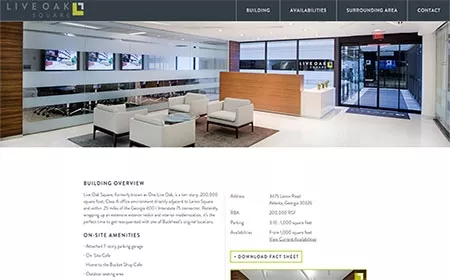 LIVE OAK
SQUARE
BUILDING
AVAILABILITIES
SURROUNDING AREA
CONTACT
LIVE OAK
SQUARE
BUILDING OVERVIEW
Live Oak Square, formerly known as One Live Oak, is a ten-story, 200,000
square foot, Class A office environment directly adjacent to Lenox Square
and within .25 miles of the Georgia 400 / Interstate 75 connector. Recently
wrapping up an extensive exterior reskin and interior modernization, it's the
perfect time to get reacquainted with one of Buckhead's original locations.
ON-SITE AMENITIES
- Attached 7-story parking garage
- On-Site Cafe
- Home to the Bucket Shop Cafe
- Outdoor seating area
Address
3475 Lenox Road
Atlanta, Georgia 30326
RBA
200,000 RSF
Parking
Availabilities
From 1,000 square feet
View Current Availabilities
+ DOWNLOAD FACT SHEET